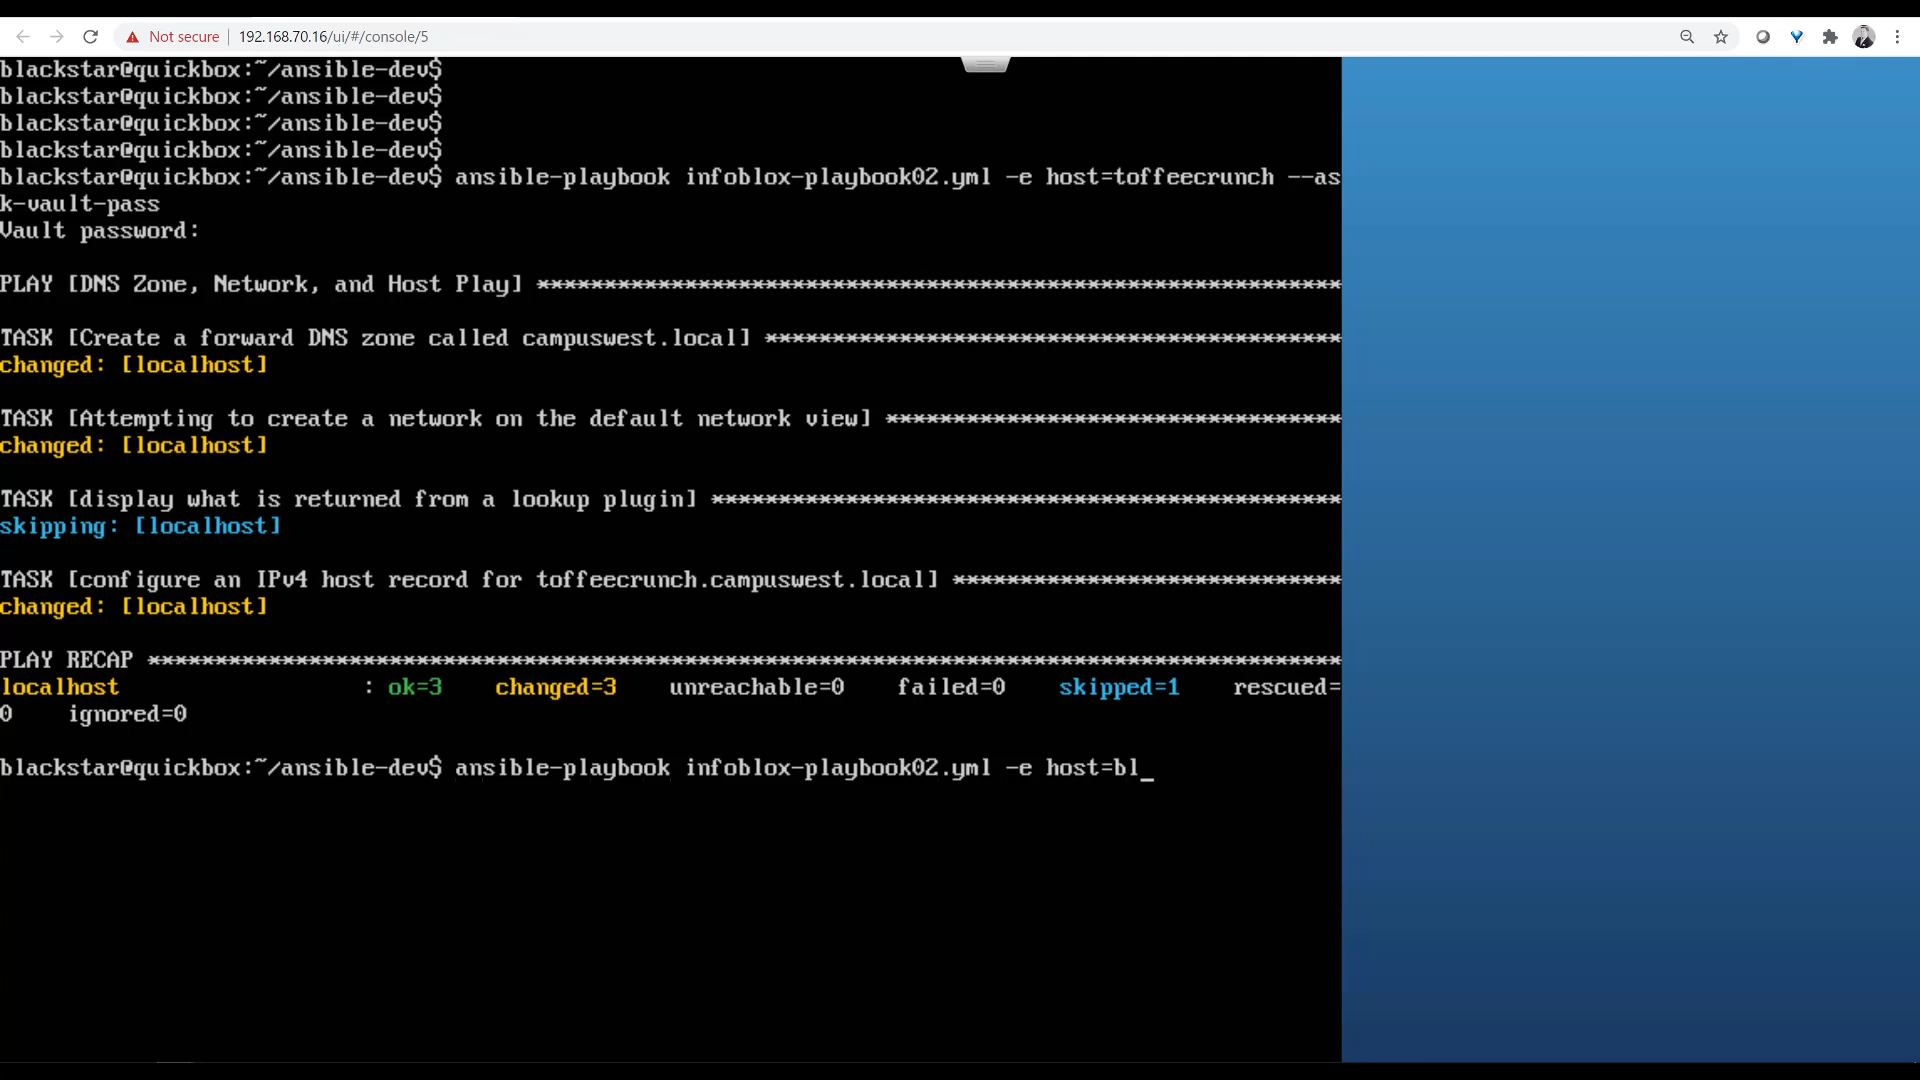 Not secure 192.168.70.16/ui/#/console/5
blackstar@quickbox:~/ansible-dev$
blackstar@quickbox:~/ansible-dev$
blackstar@quickbox:~/ansible-dev$
blackstar@quickbox:~/ansible-dev$
blackstar@quickbox:~/ansible-dev$ ansible-playbook infoblox-playbook02.yml -e host=toffeecrunch --as
k-vault-pass
Vault password:
PLAY [DNS Zone, Network, and Host Play] ************************************************************
TASK [Create a forward DNS zone called campuswest.local] *******************************************
changed: [localhost]
TASK [Attempting to create a network on the default network view] **********************************
changed: [localhost]
TASK [display what is returned from a lookup plugin] ***********************************************
skipping: [localhost]
TASK [configure an IPv4 host record for toffeecrunch.campuswest.local] *****************************
changed: [localhost]
PLAY RECAP *****************************************************************************************
localhost                  : ok=3    changed=3    unreachable=0    failed=0    skipped=1    rescued=
0    ignored=0
blackstar@quickbox:~/ansible-dev$ ansible-playbook infoblox-playbook02.yml -e host=bl_